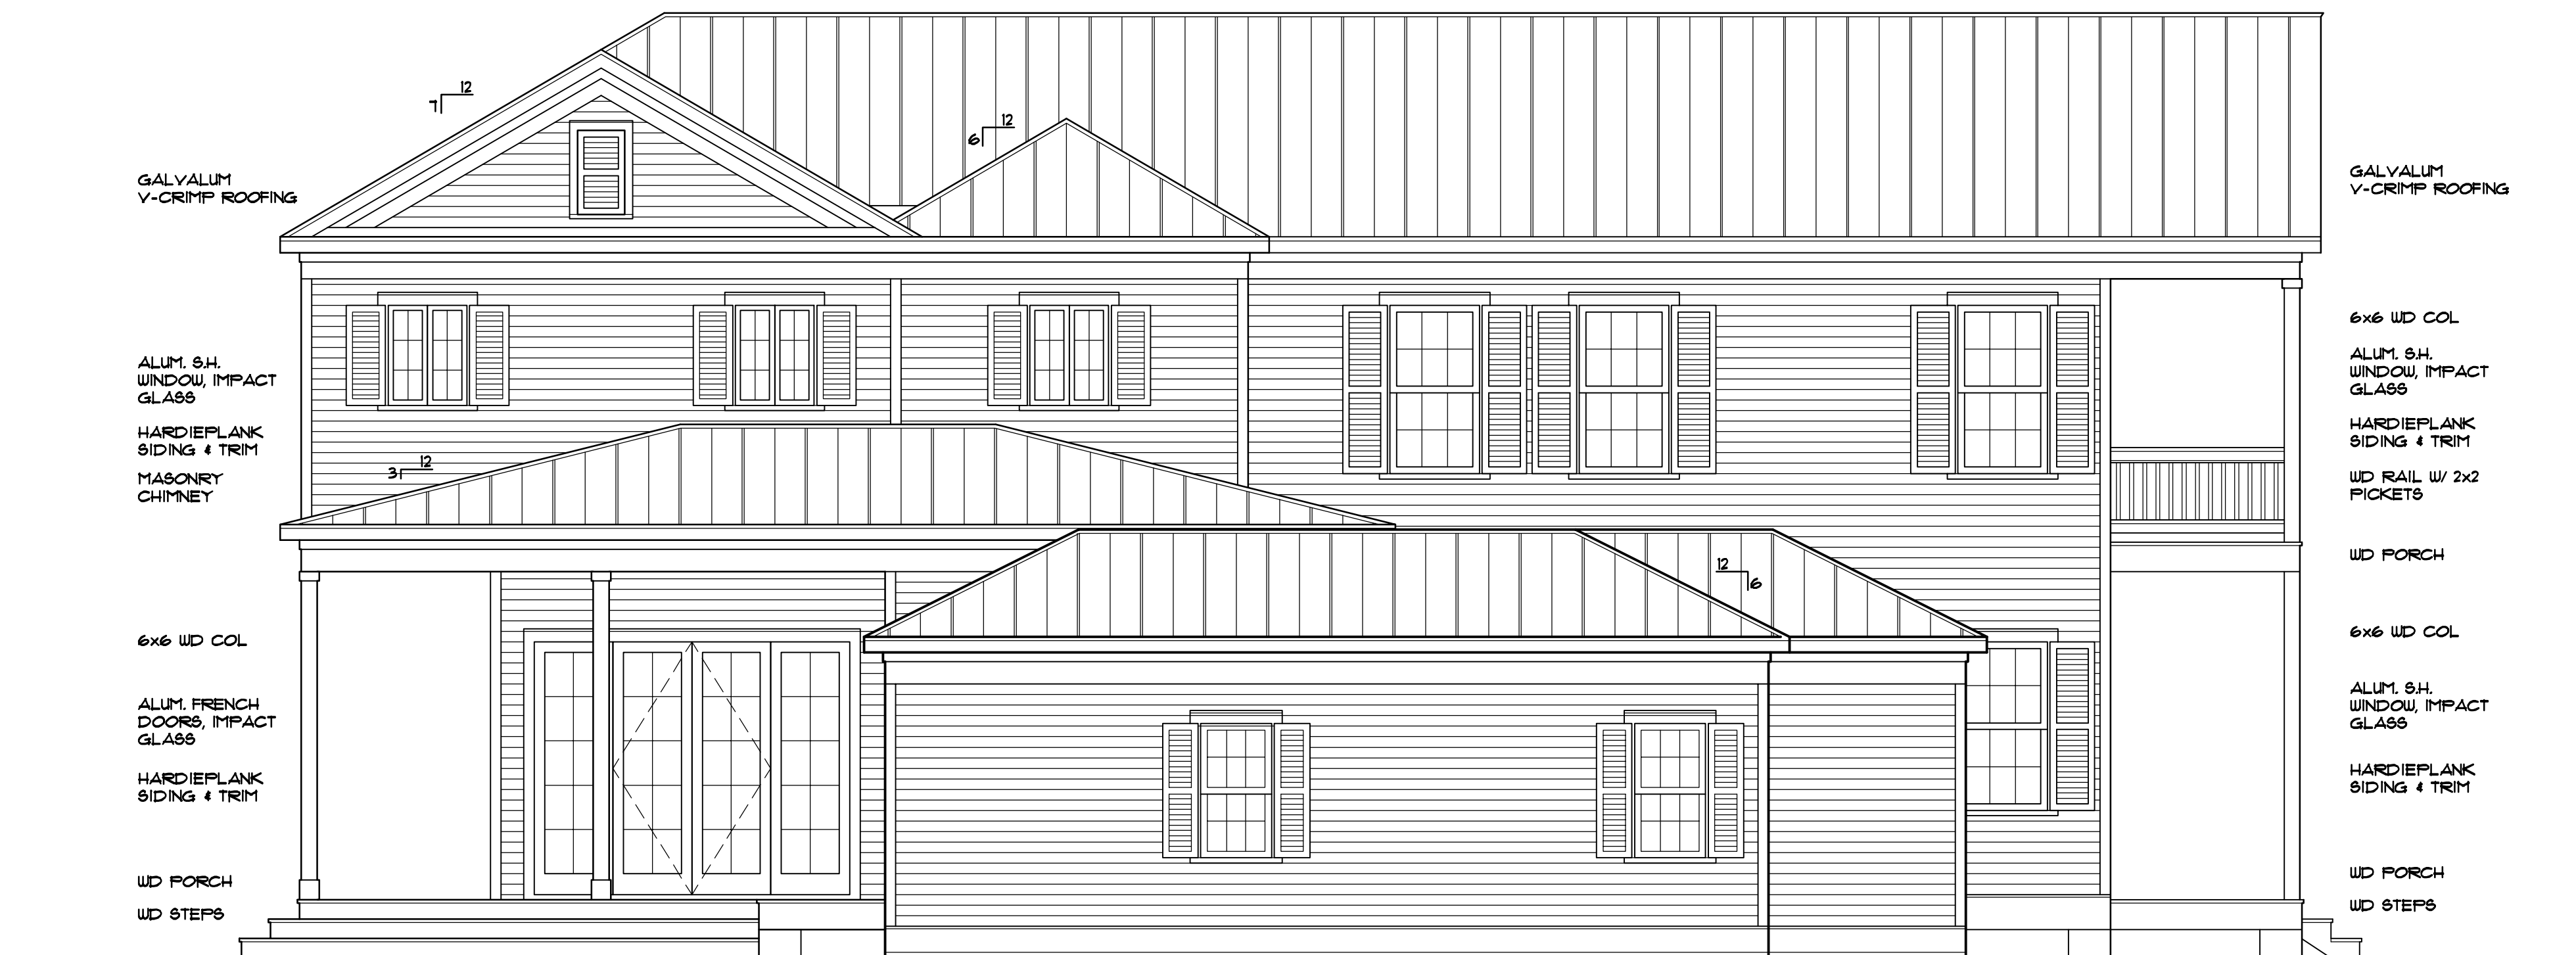 12
7
12
6
GALVALUM
V-CRIMP ROOFING
GALVALUM
V-CRIMP ROOFING
6x6 WD COL
ALUM. S.H.
WINDOW, IMPACT
GLASS
ALUM. S.H.
WINDOW, IMPACT
GLASS
HARDIEPLANK
SIDING & TRIM
HARDIEPLANK
SIDING & TRIM
12
3
MASONRY
CHIMNEY
WD RAIL W/ 2x2
PICKETS
WD PORCH
12
6
6x6 WD COL
6x6 WD COL
ALUM. FRENCH
DOORS, IMPACT
GLASS
ALUM. S.H.
WINDOW, IMPACT
GLASS
HARDIEPLANK
SIDING & TRIM
HARDIEPLANK
SIDING & TRIM
WD PORCH
WD PORCH
WD STEPS
WD STEPS